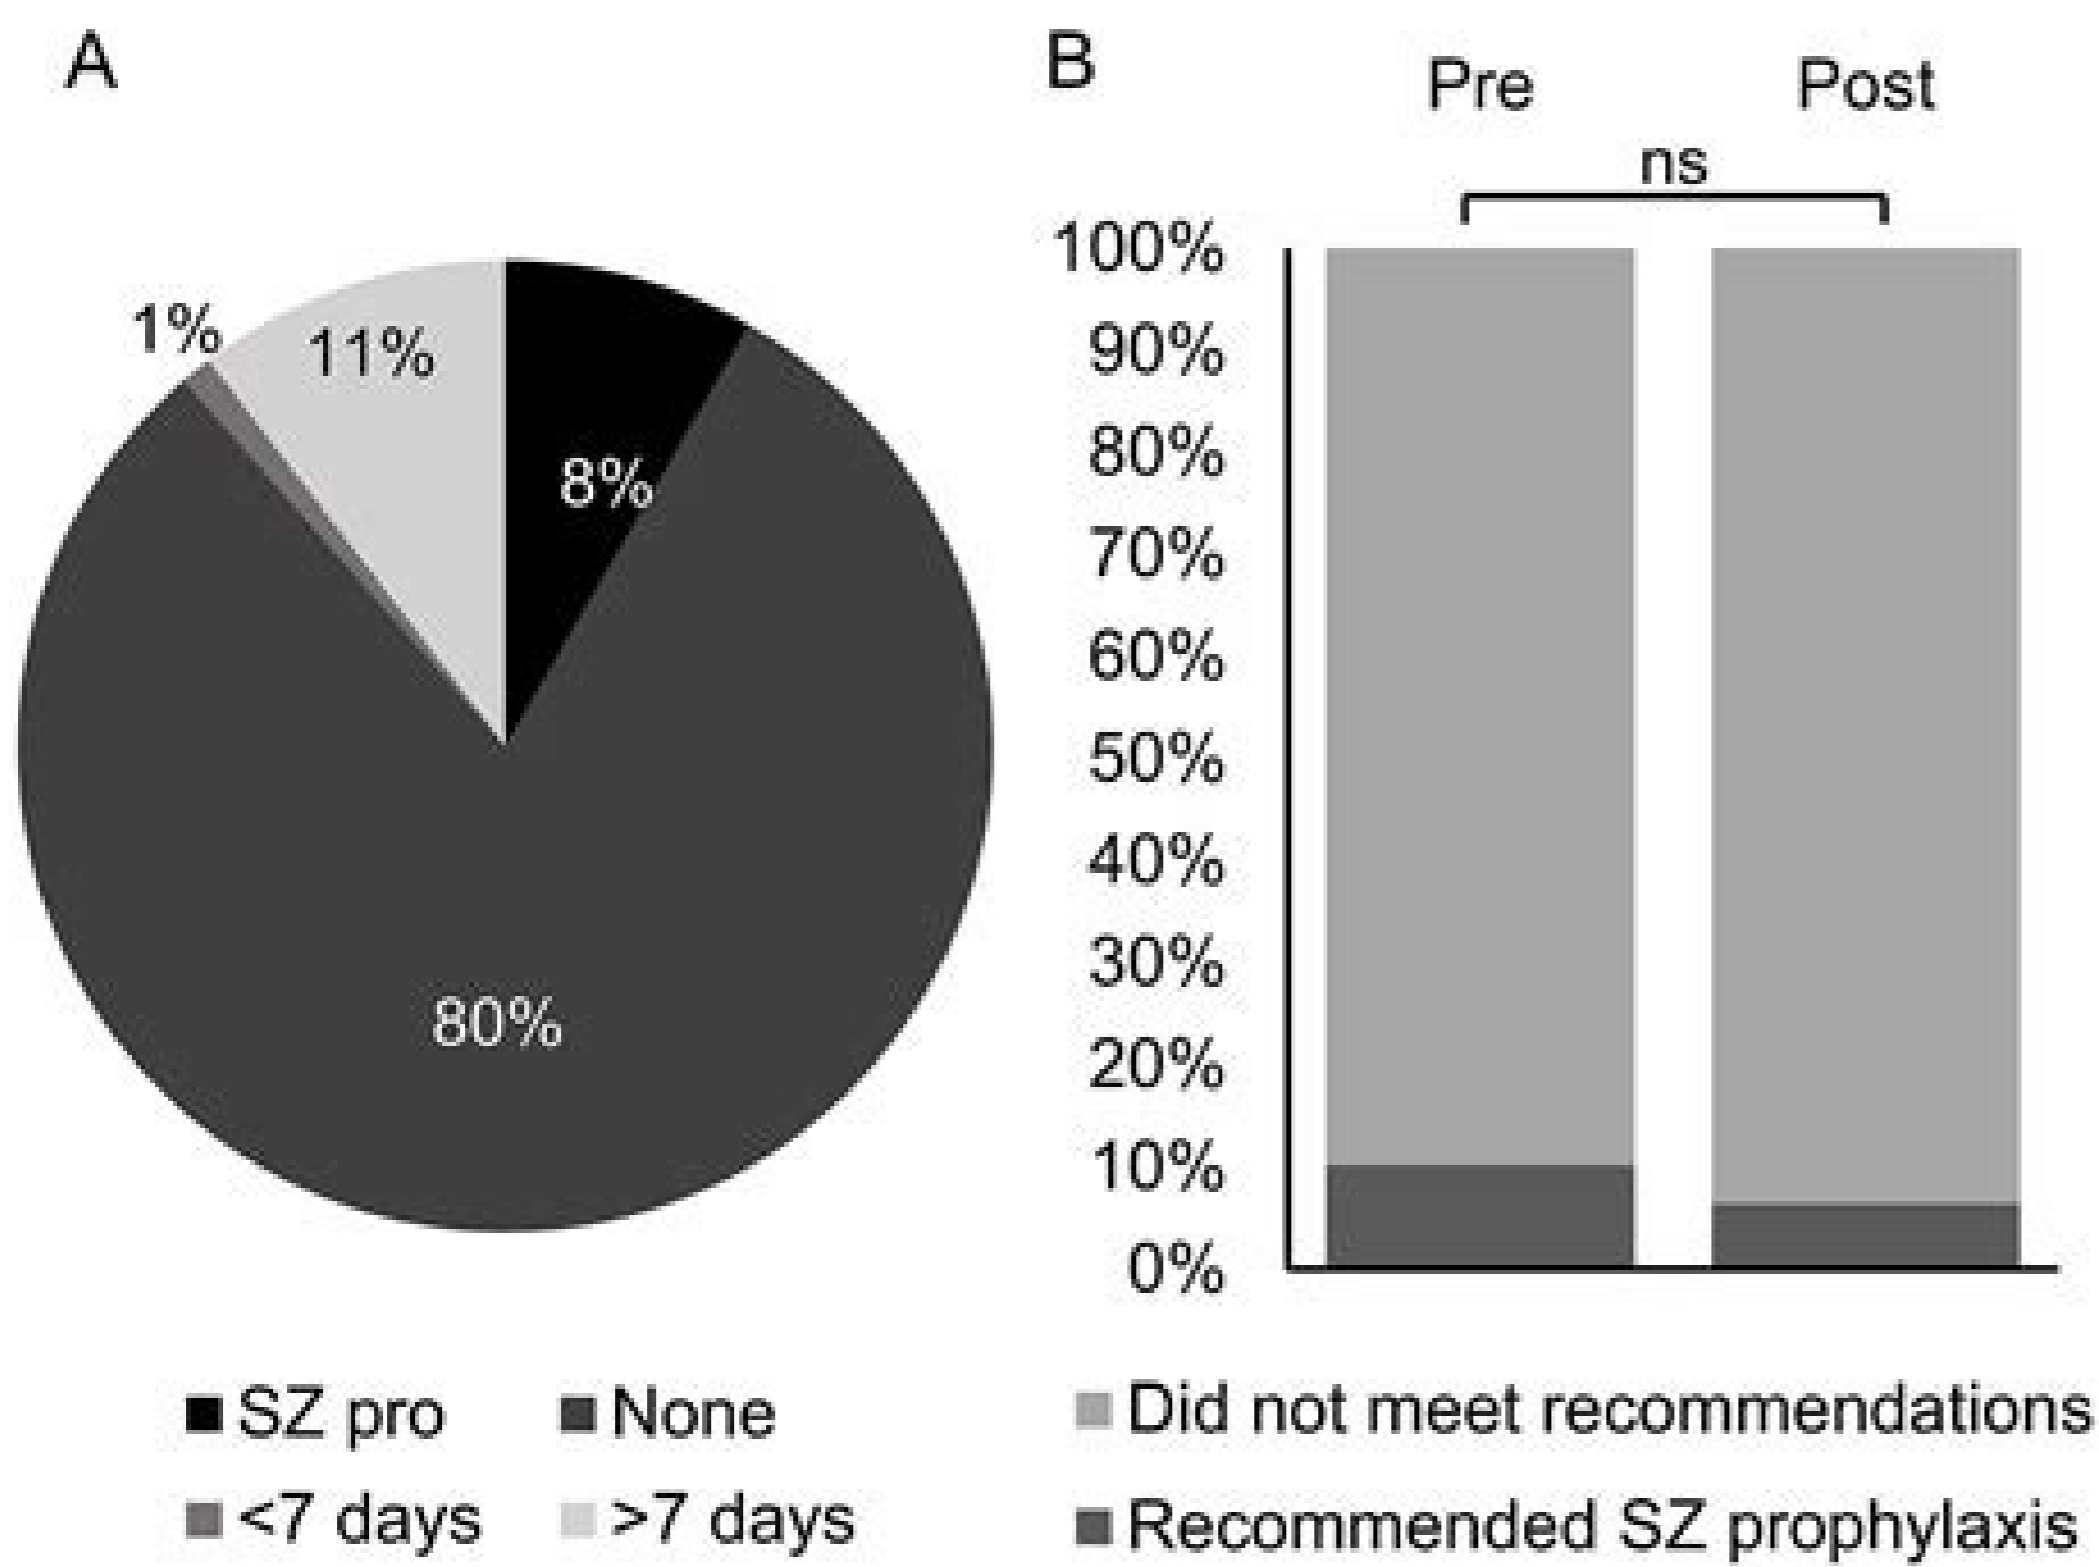 A
1%
11%
8%
80%
SZ pro
None
<7 days
>7 days
B
Pre
Post
ns
100%
90%
80%
70%
60%
50%
40%
30%
20%
10%
0%
Did not meet recommendations
Recommended SZ prophylaxis